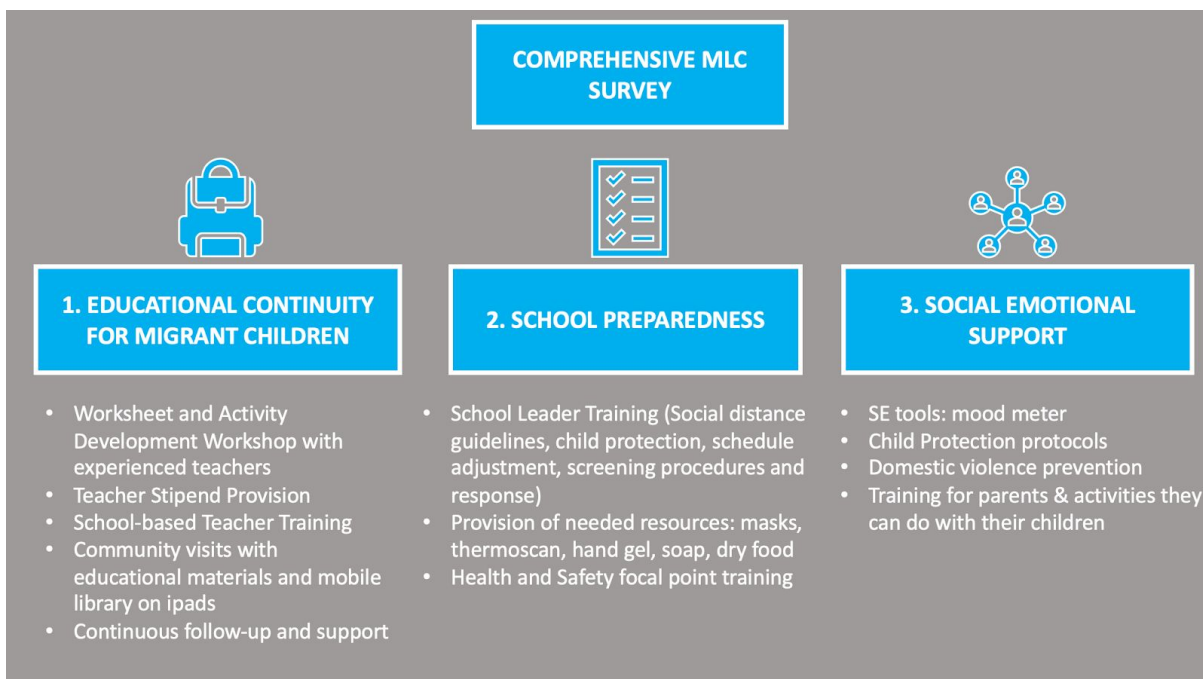 COMPREHENSIVE MLC
SURVEY
1. EDUCATIONAL CONTINUITY
FOR MIGRANT CHILDREN
• Worksheet and Activity
Development Workshop with
experienced teachers
• Teacher Stipend Provision
• School-based Teacher Training
• Community visits with
educational materials and mobile
library on ipads
• Continuous follow-up and support
2. SCHOOL PREPAREDNESS
• School Leader Training (Social distance
guidelines, child protection, schedule
adjustment, screening procedures and
response)
• Provision of needed resources: masks,
thermoscan, hand gel, soap, dry food
• Health and Safety focal point training
3. SOCIAL EMOTIONAL
SUPPORT
• SE tools: mood meter
• Child Protection protocols
• Domestic violence prevention
• Training for parents & activities they
can do with their children